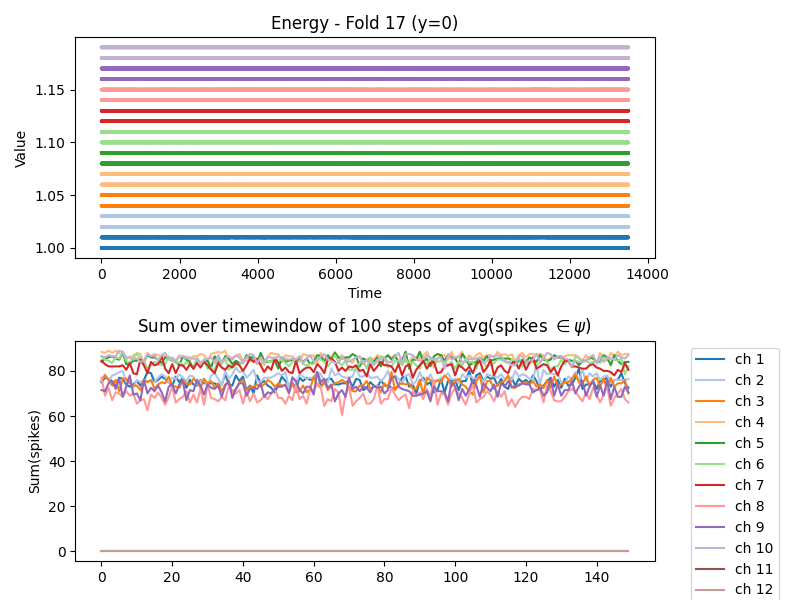 Energy - Fold 17 (y=0)
Value
1.15
1.10
1.05
1.00
0 2000 4000 6000 8000 10000 12000 14000
Time
Sum over timewindow of 100 steps of avg(spikes ∈ ψ)
Sum(spikes)
80
60
40
20
0
0 20 40 60 80 100 120 140
ch 1
ch 2
ch 3
ch 4
ch 5
ch 6
ch 7
ch 8
ch 9
ch 10
ch 11
ch 12